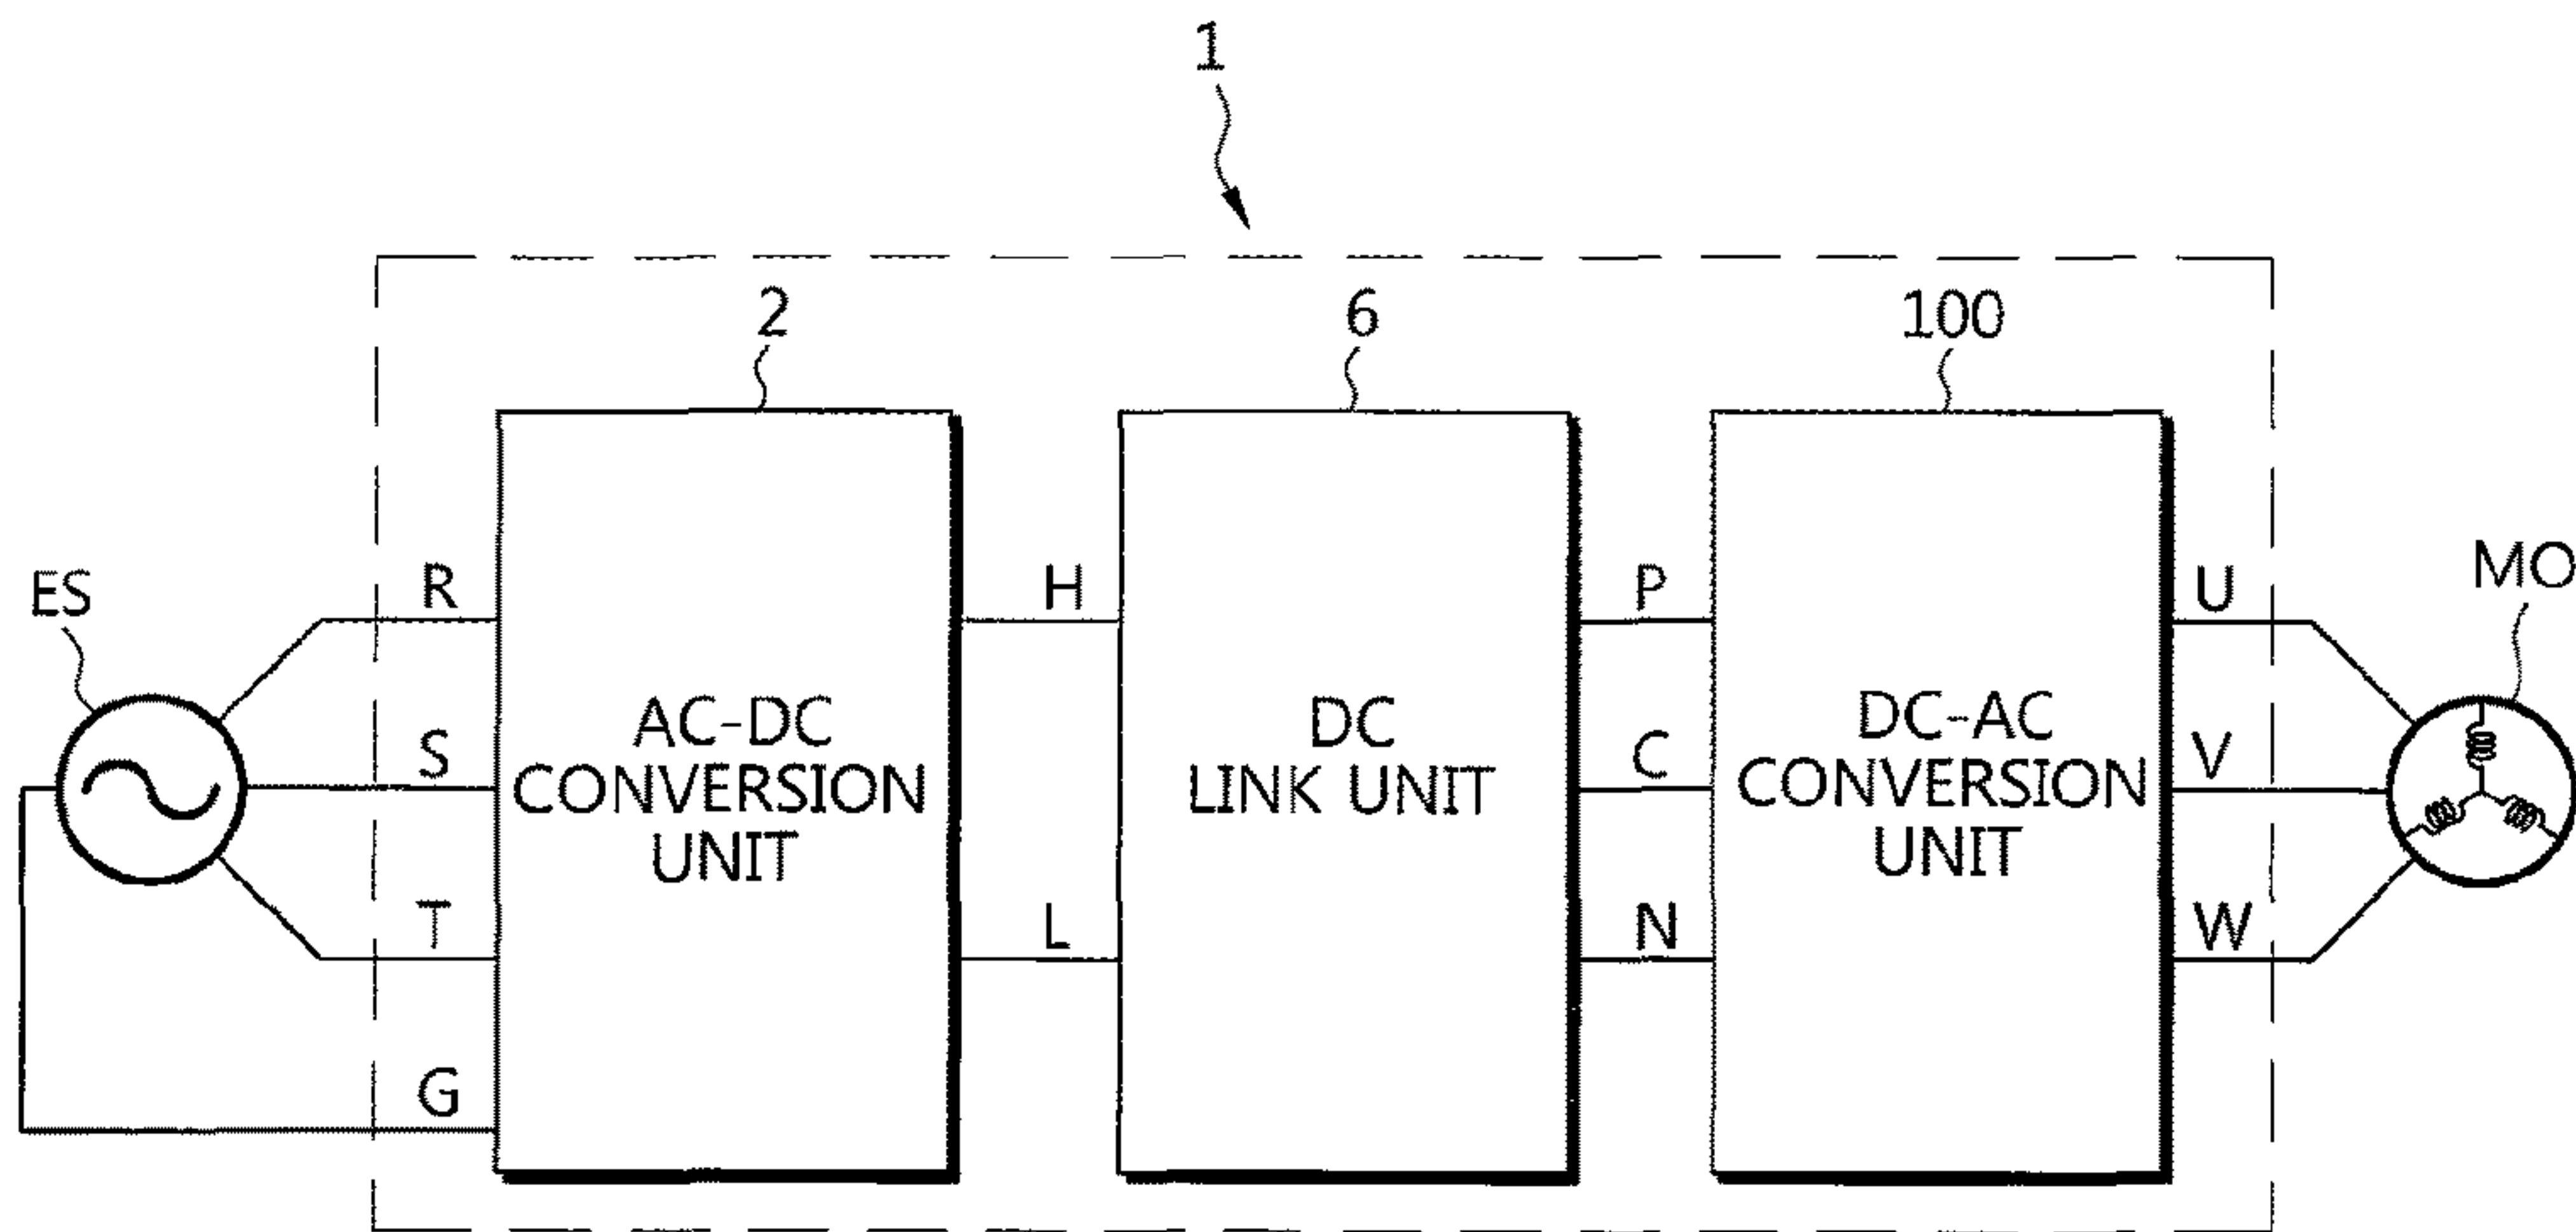 1
2
6
100
ES
R
S
T
G
AC-DC
CONVERSION
UNIT
H
L
DC
LINK UNIT
P
C
N
DC-AC
CONVERSION
UNIT
U
V
W
MO